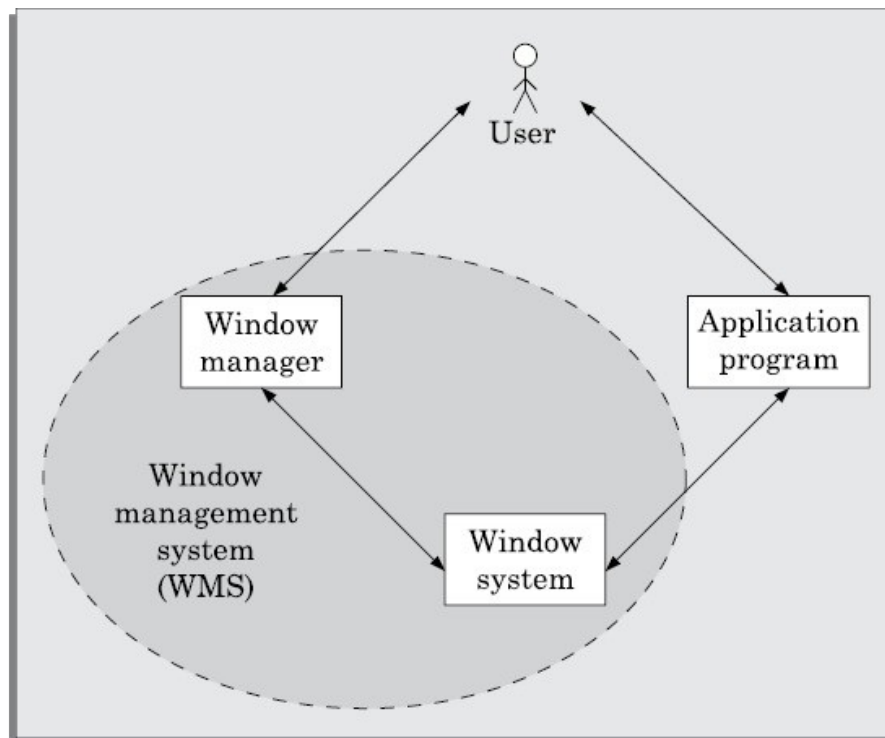 User
Window
manager
Application
program
Window
management
system
(WMS)
Window
system